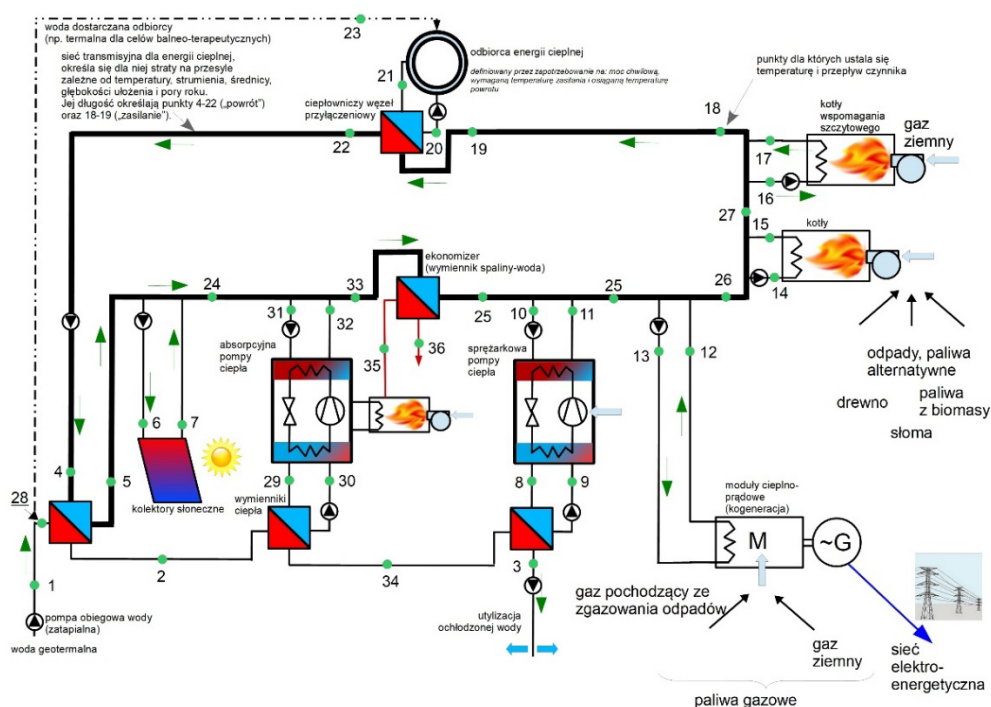 woda dostarczana odbiorcy
(np. termalna dla celów balneo-terapeutycznych)
23
sieć transmisyjna dla energii cieplnej,
określa się dla niej straty na przesyle
zależne od temperatury, strumienia, średnicy,
głębokości ułożenia i pory roku.
Jej długość określają punkty 4-22 („powrót”)
oraz 18-19 („zasilanie”).
odbiorca energii cieplnej
definiowany przez zapotrzebowanie na: moc chwilową,
wymaganą temperaturę zasilania i osiąganą temperaturę
powrotu
21
ciepłowniczy węzeł
przyłączeniowy
22
20
19
punkty dla których ustala się
temperaturę i przepływ czynnika
18
kotły
wspomagania
szczytowego
gaz
ziemny
17
16
27
15
kotły
14
26
odpady, paliwa
alternatywne
drewno
paliwa
z biomasy
słoma
24
33
ekonomizer
(wymiennik spaliny-woda)
25
25
31
32
absorpcyjna
pompy
ciepła
35
36
10
11
sprężarkowa
pompy
ciepła
13
12
6
7
kolektory słoneczne
4
5
28
29
30
wymienniki
ciepła
8
9
1
2
34
3
pompa obiegowa wody
(zatapialna)
woda geotermalna
utylizacja
ochłodzonej wody
moduły cieplno-
prądowe
(kogeneracja)
M
~G
gaz pochodzący ze
zgazowania odpadów
gaz
ziemny
paliwa gazowe
sieć
elektro-
energetyczna